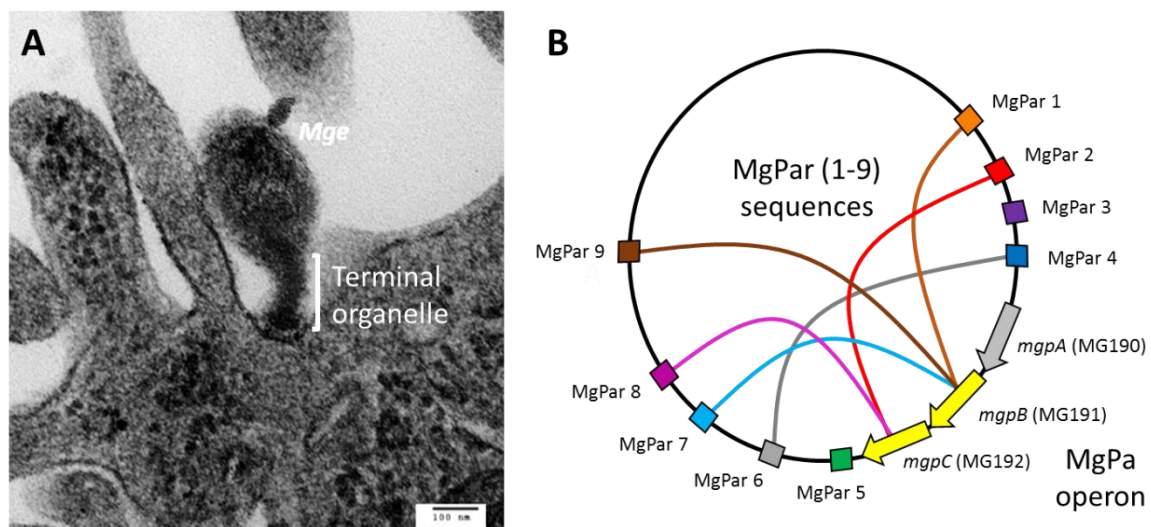 A
Mge
Terminal
organelle
100 nm
B
MgPar 1
MgPar 2
MgPar (1-9)
sequences
MgPar 3
MgPar 9
MgPar 4
mgpA (MG190)
MgPar 8
mgpB (MG191)
MgPar 7
mgpC (MG192)
MgPar 6
MgPar 5
MgPa
operon